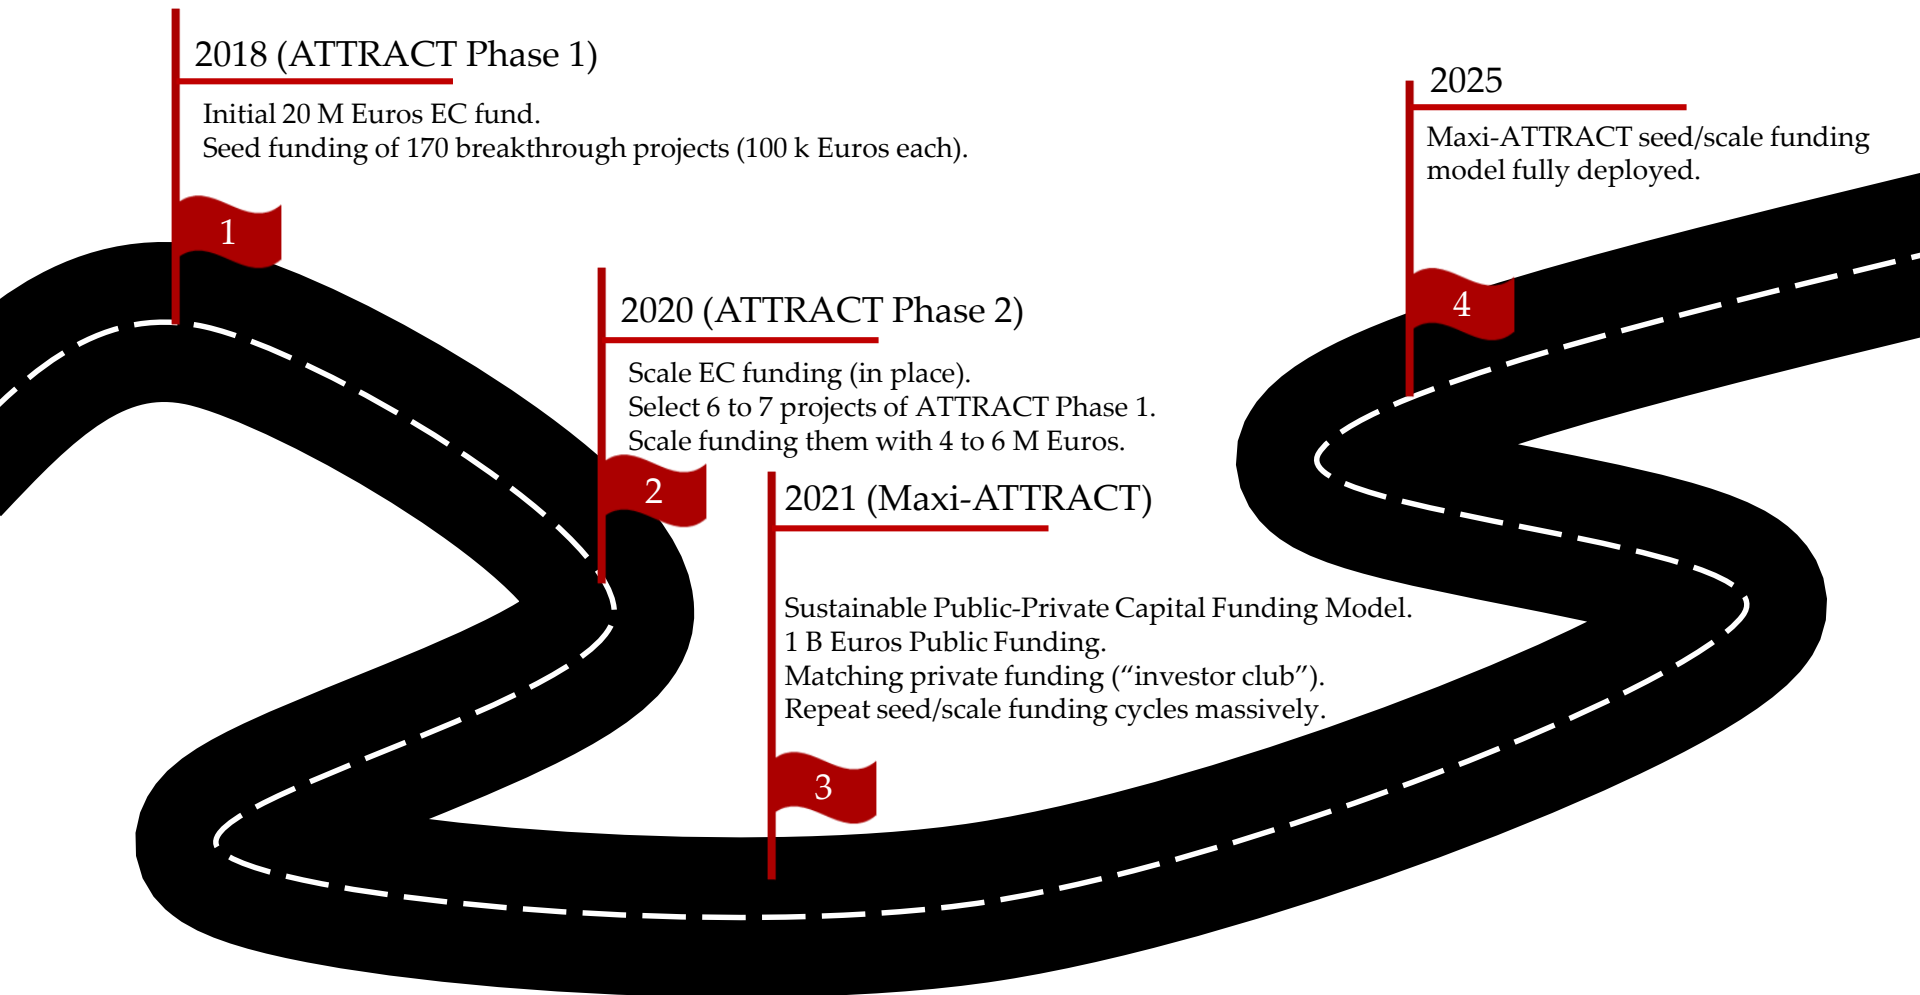 2018 (ATTRACT Phase 1)
Initial 20 M Euros EC fund.
Seed funding of 170 breakthrough projects (100 k Euros each).
1
2020 (ATTRACT Phase 2)
Scale EC funding (in place).
Select 6 to 7 projects of ATTRACT Phase 1.
Scale funding them with 4 to 6 M Euros.
2
2021 (Maxi-ATTRACT)
Sustainable Public-Private Capital Funding Model.
1 B Euros Public Funding.
Matching private funding (“investor club”).
Repeat seed/scale funding cycles massively.
3
2025
Maxi-ATTRACT seed/scale funding
model fully deployed.
4